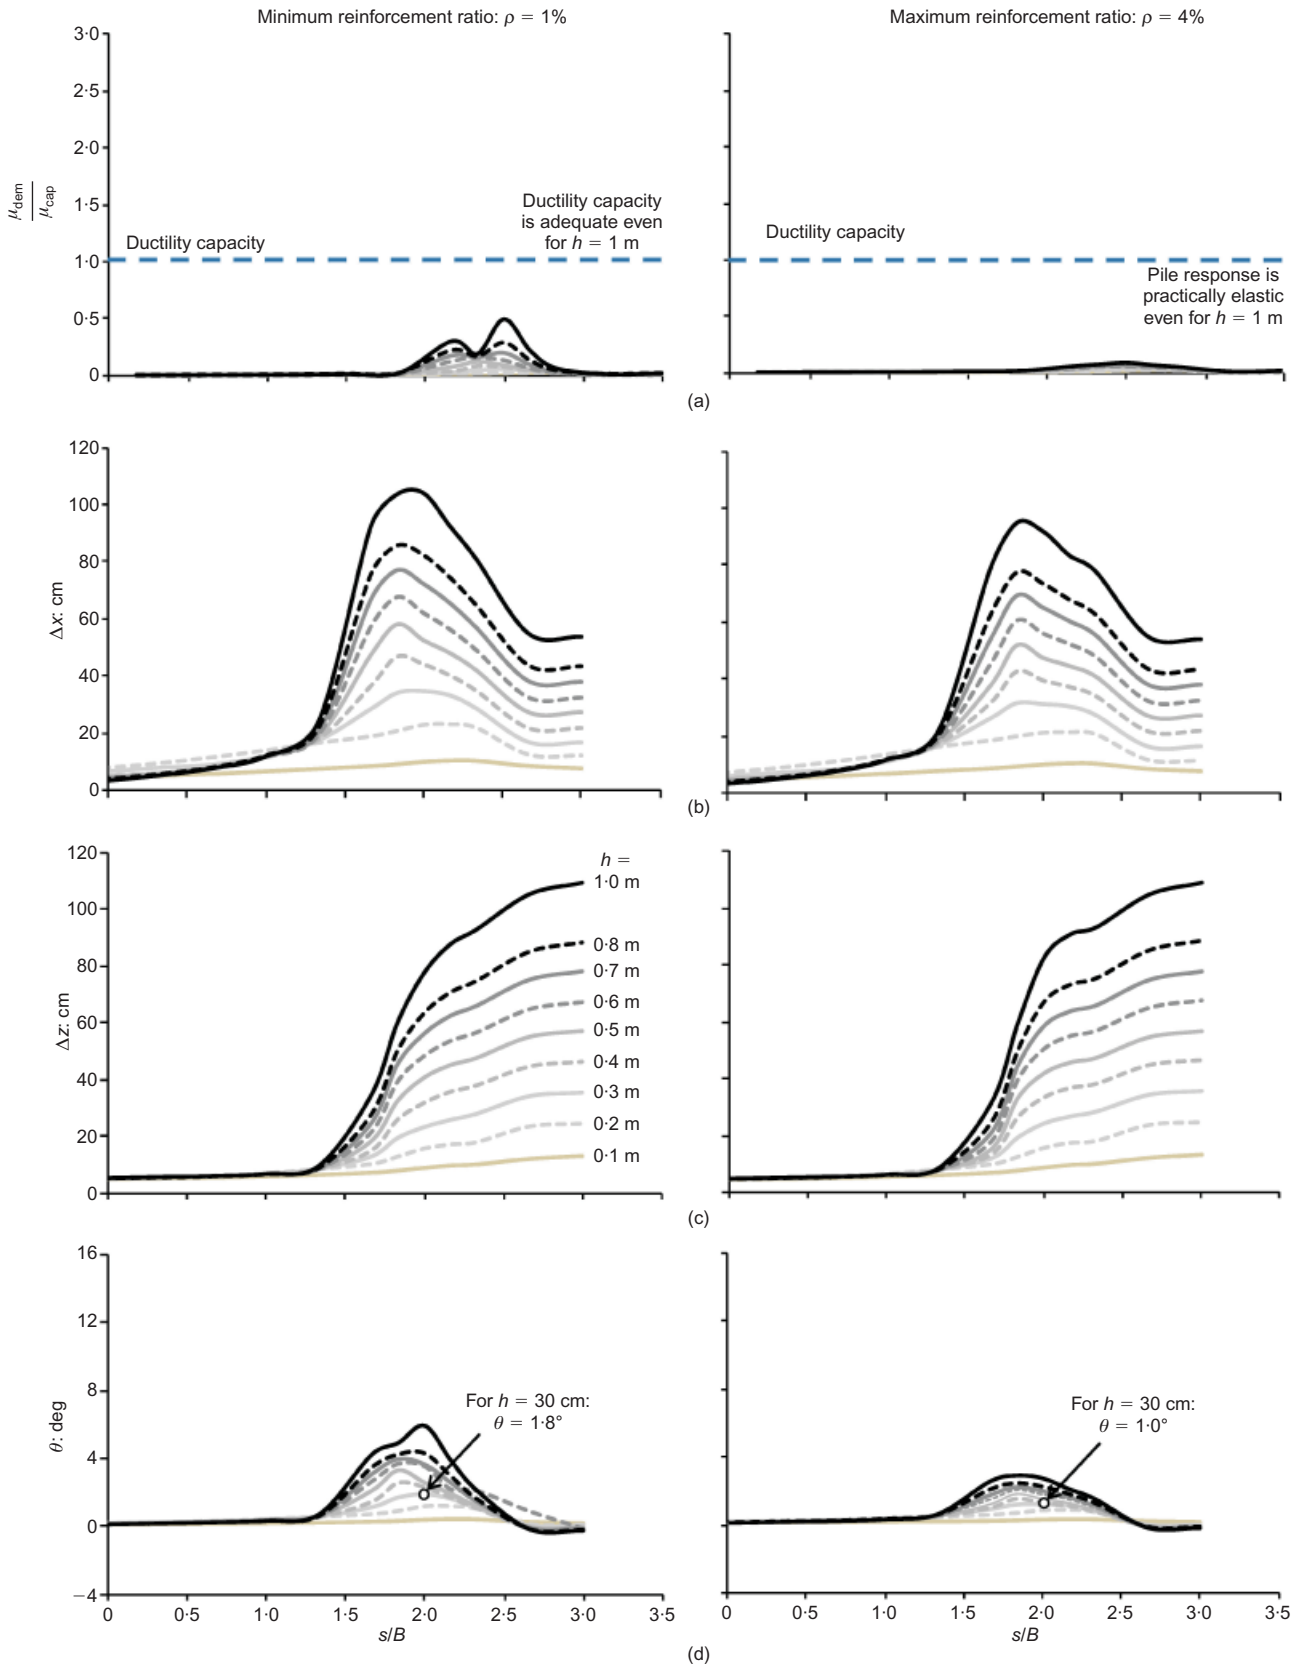 Minimum reinforcement ratio: ρ = 1%
Maximum reinforcement ratio: ρ = 4%
3·0
2·5
2·0
1·5
1·0
0·5
0
μdem
μcap
Ductility capacity
Ductility capacity
is adequate even
for h = 1 m
Ductility capacity
Pile response is
practically elastic
even for h = 1 m
(a)
120
100
80
60
40
20
0
Δx: cm
(b)
120
100
80
60
40
20
0
Δz: cm
h =
1·0 m
0·8 m
0·7 m
0·6 m
0·5 m
0·4 m
0·3 m
0·2 m
0·1 m
(c)
16
12
8
4
0
−4
θ: deg
For h = 30 cm:
θ = 1·8°
For h = 30 cm:
θ = 1·0°
0 0·5 1·0 1·5 2·0 2·5 3·0 3·5
s/B
0 0·5 1·0 1·5 2·0 2·5 3·0 3·5
s/B
(d)